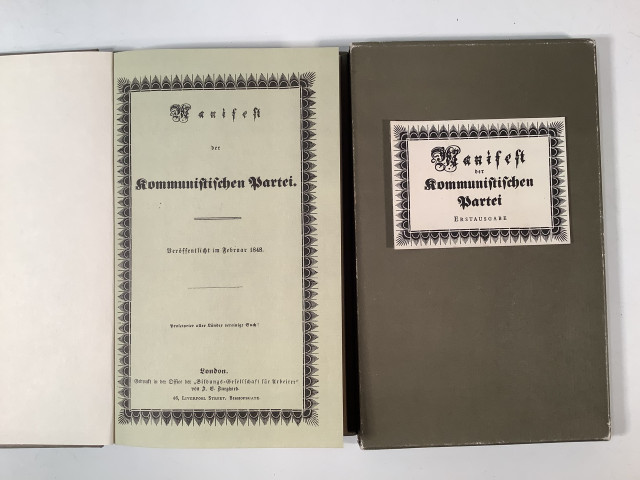 Manifest
der
Kommunistischen Partei.
Veröffentlicht im Februar 1848.
Proletarier aller Länder vereinigt Euch!
London.
Gedruckt in der Office der „Bildungs-Gesellschaft für Arbeiter"
von J. E. Burghard.
46, Liverpool Street, Bishopsgate.
Manifest
der
Kommunistischen
Partei
Erstausgabe